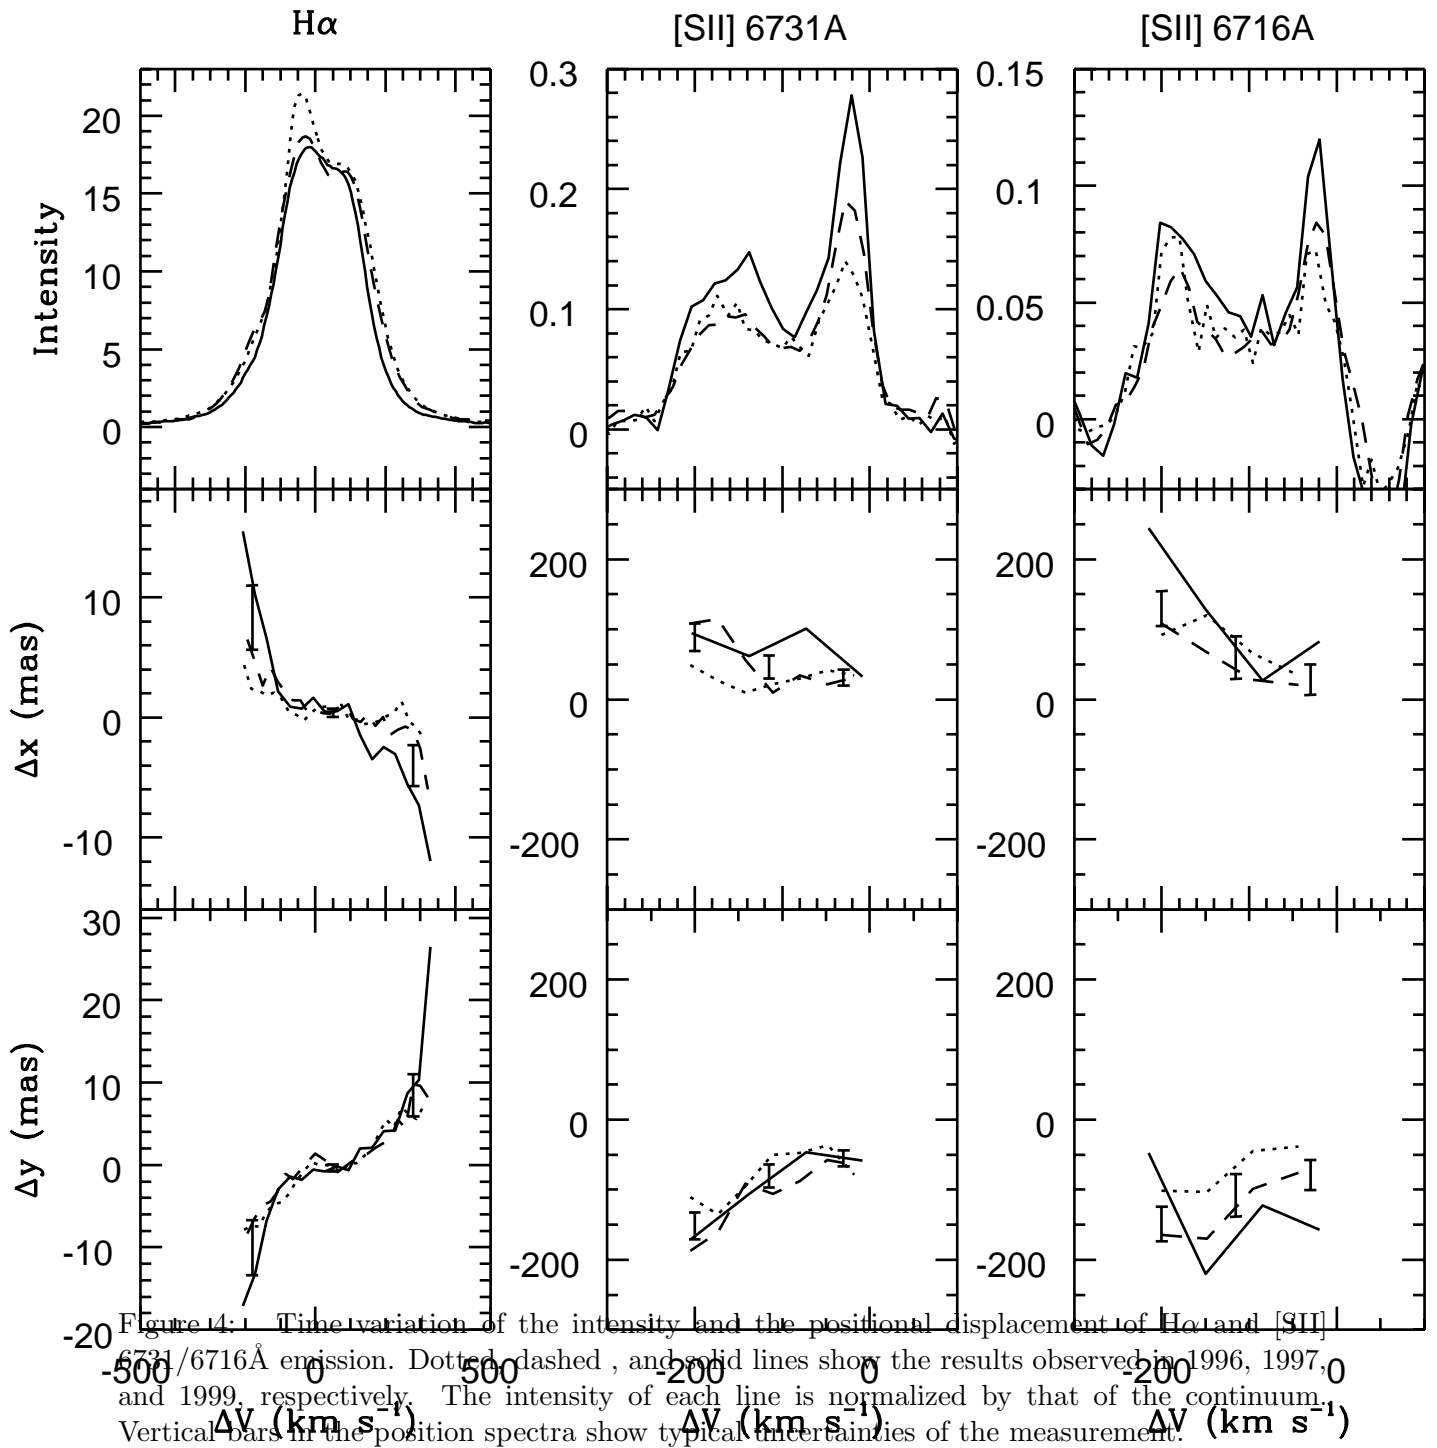 Hα [SII] 6731A [SII] 6716A
0.3 0.15
20
0.2 0.1
15
Intensity
10
0.1 0.05
5
0 0 0
200 200
10
Δx (mas)
0 0 0
-10 -200 -200
30
20 200 200
10
Δy (mas)
0 0 0
-10 -200 -200
-20
Figure 4: Time variation of the intensity and the positional displacement of Hα and [SII]
6731/6716Å emission. Dotted, dashed , and solid lines show the results observed in 1996, 1997,
-500 0 500 -200 0 -200 0
and 1999, respectively. The intensity of each line is normalized by that of the continuum.
ΔV (km s⁻¹) ΔV (km s⁻¹) ΔV (km s⁻¹)
Vertical bars in the position spectra show typical uncertainties of the measurement.